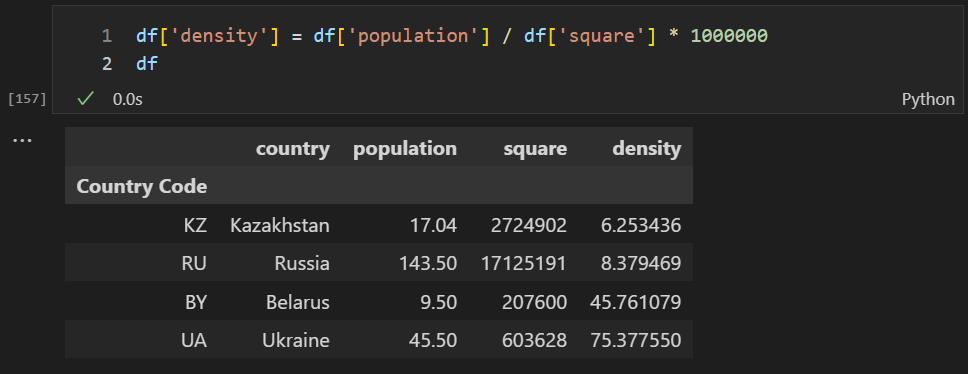 1 df['density'] = df['population'] / df['square'] * 1000000
2 df
[157] ✓ 0.0s Python
...
country population square density
Country Code
KZ Kazakhstan 17.04 2724902 6.253436
RU Russia 143.50 17125191 8.379469
BY Belarus 9.50 207600 45.761079
UA Ukraine 45.50 603628 75.377550